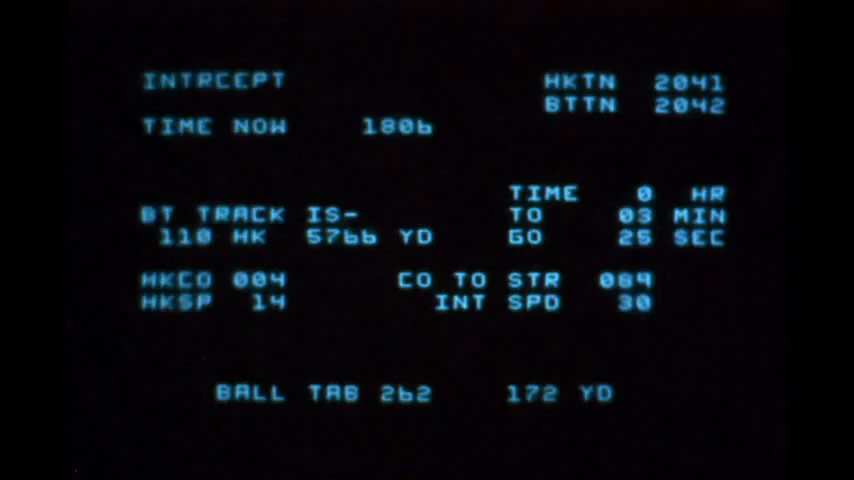 INTRCEPT HKTN 2041
BTTN 2042
TIME NOW 1806
TIME 0 HR
BT TRACK IS- TO 03 MIN
110 HK 5766 YD GO 25 SEC
HKCO 004 CO TO STR 089
HKSP 14 INT SPD 30
BALL TAB 262 172 YD